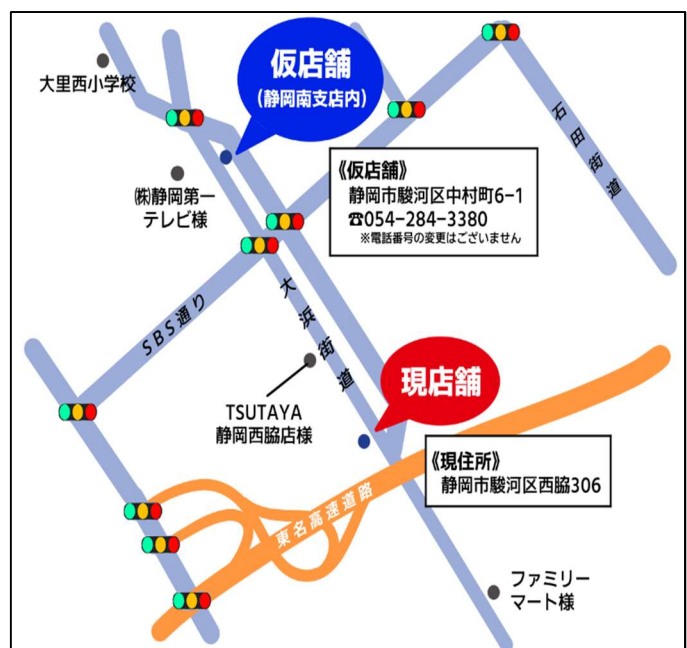 大里西小学校
仮店舗
(静岡南支店内)
石田街道
㈱静岡第一
テレビ様
《仮店舗》
静岡市駿河区中村町6-1
☎054-284-3380
※電話番号の変更はございません
SBS通り
大浜街道
TSUTAYA
静岡西脇店様
現店舗
《現住所》
静岡市駿河区西脇306
東名高速道路
ファミリー
マート様